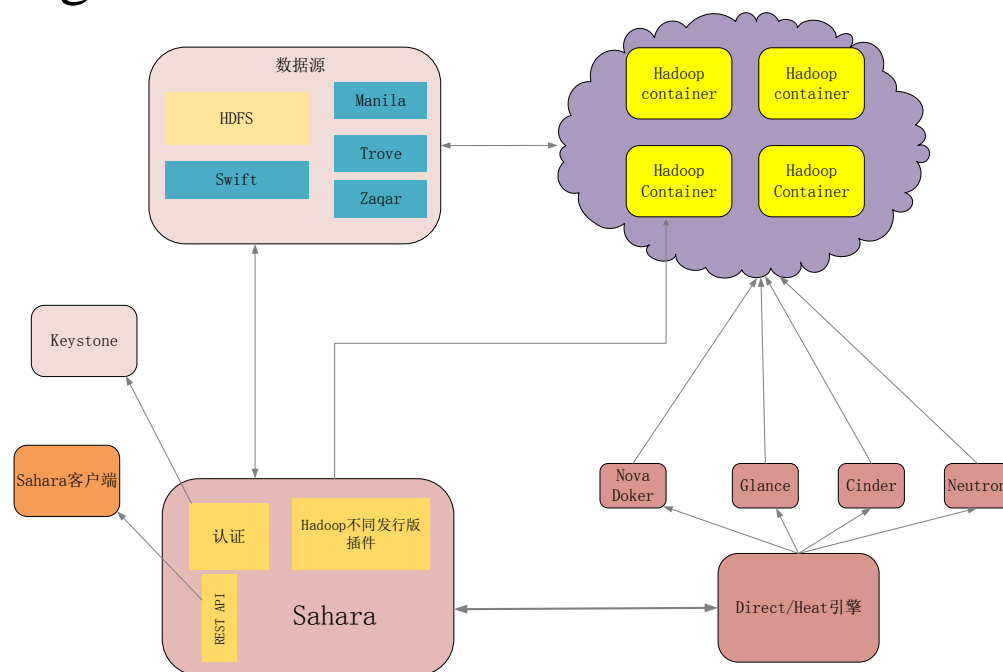 数据源
HDFS
Swift
Manila
Trove
Zaqar
Hadoop
container
Hadoop
container
Hadoop
Container
Hadoop
Container
Keystone
Sahara客户端
认证
Hadoop不同发行版
插件
REST API
Sahara
Nova
Doker
Glance
Cinder
Neutron
Direct/Heat引擎